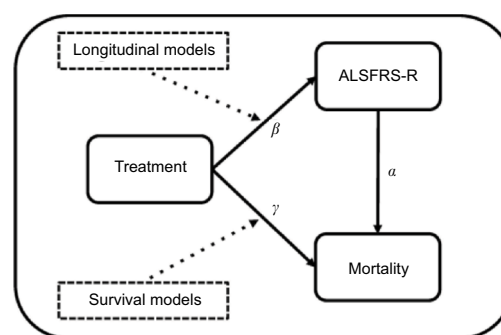 Longitudinal models
ALSFRS-R
β
Treatment
α
γ
Mortality
Survival models